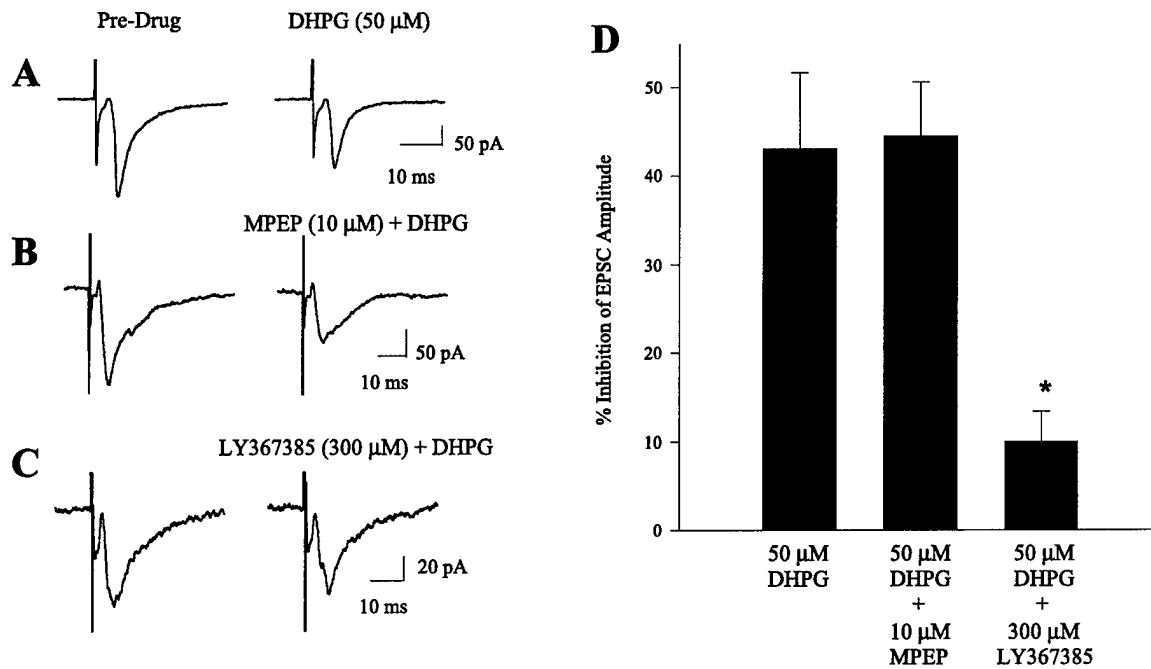 Pre-Drug
DHPG (50 μM)
A
50 pA
10 ms
MPEP (10 μM) + DHPG
B
50 pA
10 ms
LY367385 (300 μM) + DHPG
C
20 pA
10 ms
D
% Inhibition of EPSC Amplitude
50
40
30
20
10
0
*
50 μM
DHPG
50 μM
DHPG
+
10 μM
MPEP
50 μM
DHPG
+
300 μM
LY367385